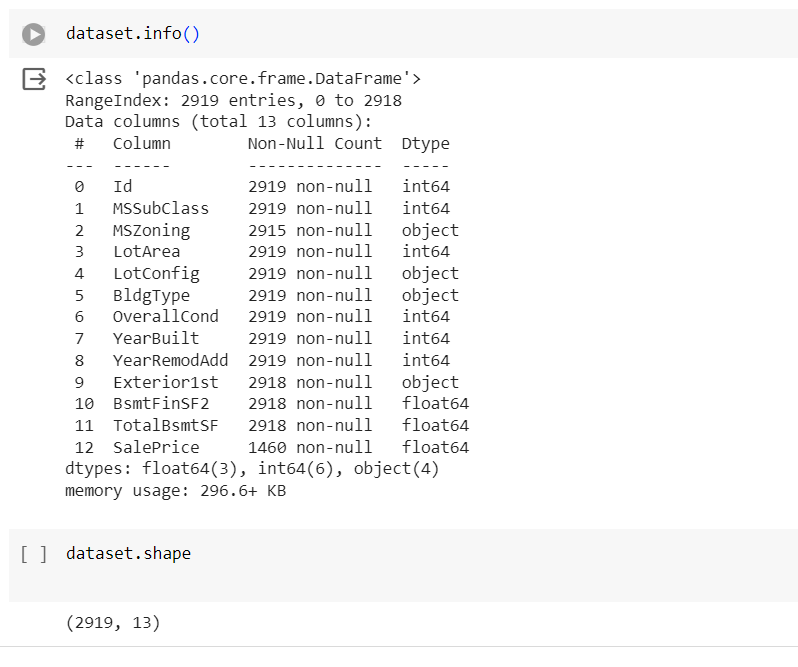 dataset.info()
<class 'pandas.core.frame.DataFrame'>
RangeIndex: 2919 entries, 0 to 2918
Data columns (total 13 columns):
 #   Column        Non-Null Count  Dtype
---  ------        --------------  -----
 0   Id            2919 non-null   int64
 1   MSSubClass    2919 non-null   int64
 2   MSZoning      2915 non-null   object
 3   LotArea       2919 non-null   int64
 4   LotConfig     2919 non-null   object
 5   BldgType      2919 non-null   object
 6   OverallCond   2919 non-null   int64
 7   YearBuilt     2919 non-null   int64
 8   YearRemodAdd  2919 non-null   int64
 9   Exterior1st   2918 non-null   object
 10  BsmtFinSF2    2918 non-null   float64
 11  TotalBsmtSF   2918 non-null   float64
 12  SalePrice     1460 non-null   float64
dtypes: float64(3), int64(6), object(4)
memory usage: 296.6+ KB
[ ] dataset.shape
(2919, 13)